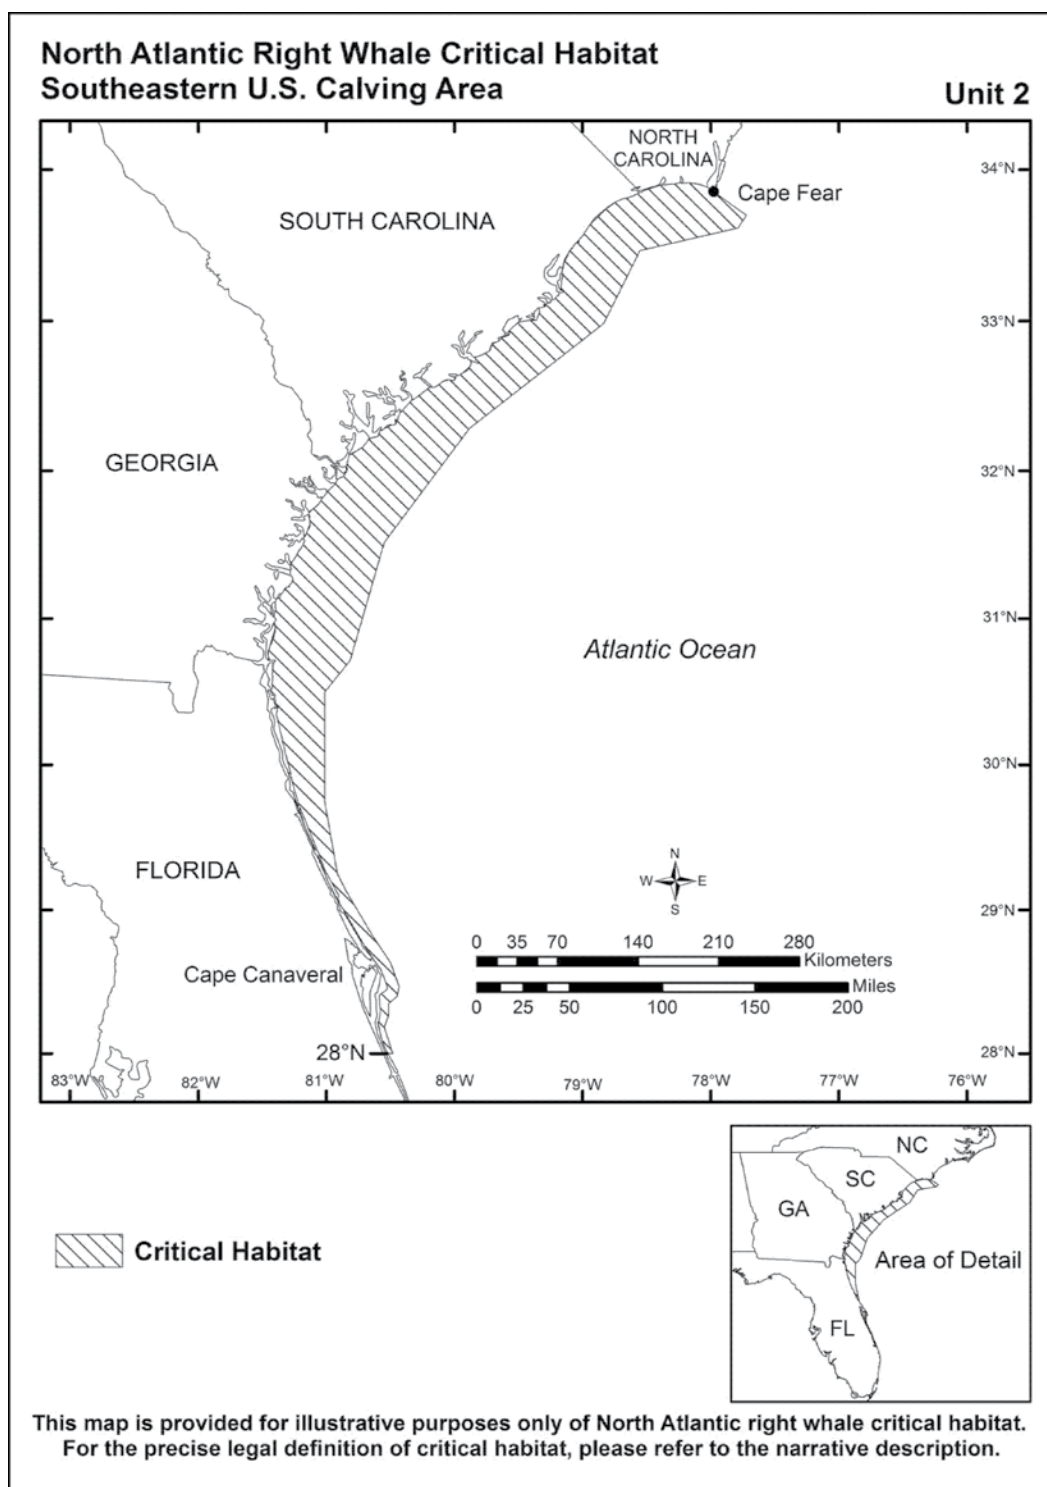 North Atlantic Right Whale Critical Habitat
Southeastern U.S. Calving Area
Unit 2
NORTH
CAROLINA
34°N
Cape Fear
SOUTH CAROLINA
33°N
GEORGIA
32°N
31°N
Atlantic Ocean
30°N
FLORIDA
N
W E
S
29°N
0 35 70 140 210 280
Kilometers
Cape Canaveral
Miles
0 25 50 100 150 200
28°N
28°N
83°W 82°W 81°W 80°W 79°W 78°W 77°W 76°W
NC
SC
GA
Area of Detail
FL
Critical Habitat
This map is provided for illustrative purposes only of North Atlantic right whale critical habitat.
For the precise legal definition of critical habitat, please refer to the narrative description.